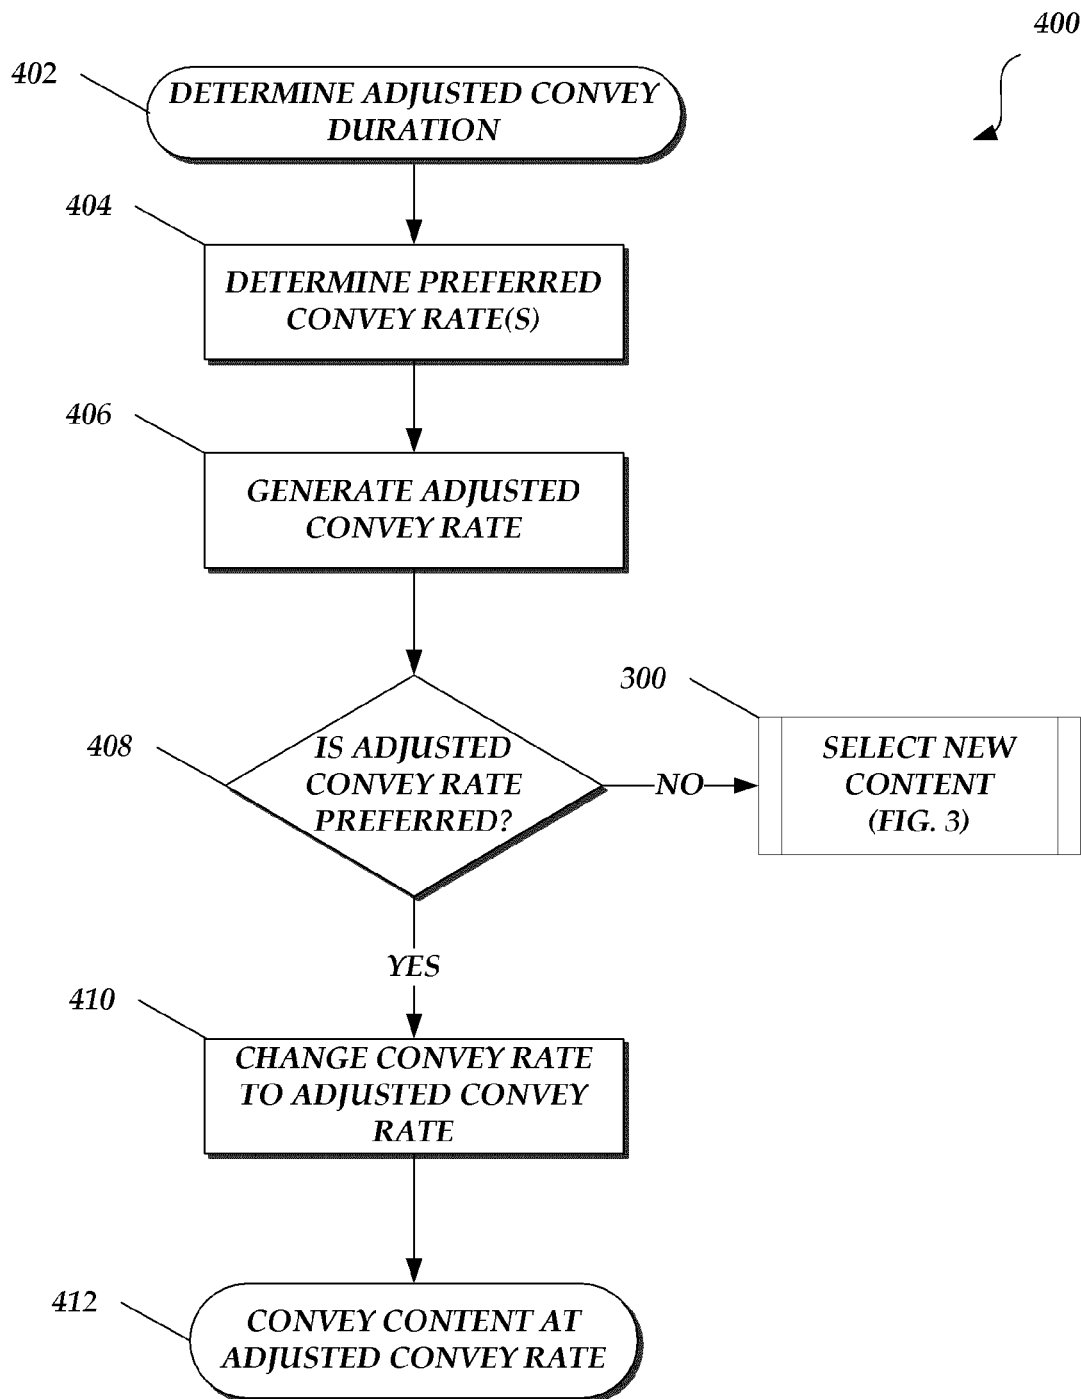 400
402
DETERMINE ADJUSTED CONVEY
DURATION
404
DETERMINE PREFERRED
CONVEY RATE(S)
406
GENERATE ADJUSTED
CONVEY RATE
300
408
IS ADJUSTED
CONVEY RATE
PREFERRED?
NO
SELECT NEW
CONTENT
(FIG. 3)
YES
410
CHANGE CONVEY RATE
TO ADJUSTED CONVEY
RATE
412
CONVEY CONTENT AT
ADJUSTED CONVEY RATE